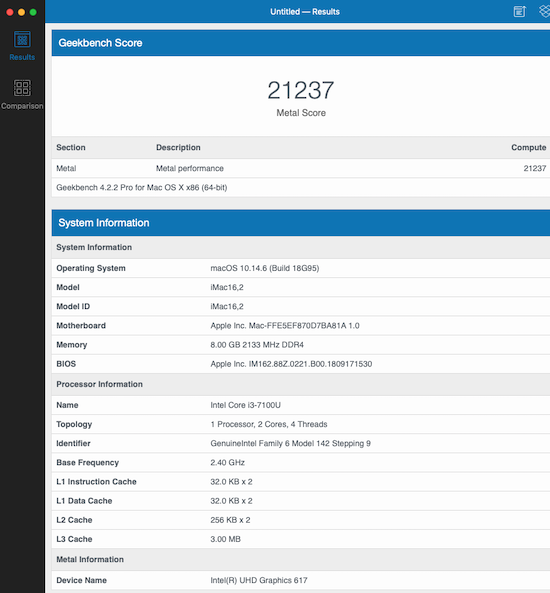 Untitled — Results
Results
Comparison
Geekbench Score
21237
Metal Score
Section Description Compute
Metal Metal performance 21237
Geekbench 4.2.2 Pro for Mac OS X x86 (64-bit)
System Information
System Information
Operating System macOS 10.14.6 (Build 18G95)
Model iMac16,2
Model ID iMac16,2
Motherboard Apple Inc. Mac-FFE5EF870D7BA81A 1.0
Memory 8.00 GB 2133 MHz DDR4
BIOS Apple Inc. IM162.88Z.0221.B00.1809171530
Processor Information
Name Intel Core i3-7100U
Topology 1 Processor, 2 Cores, 4 Threads
Identifier GenuineIntel Family 6 Model 142 Stepping 9
Base Frequency 2.40 GHz
L1 Instruction Cache 32.0 KB x 2
L1 Data Cache 32.0 KB x 2
L2 Cache 256 KB x 2
L3 Cache 3.00 MB
Metal Information
Device Name Intel(R) UHD Graphics 617